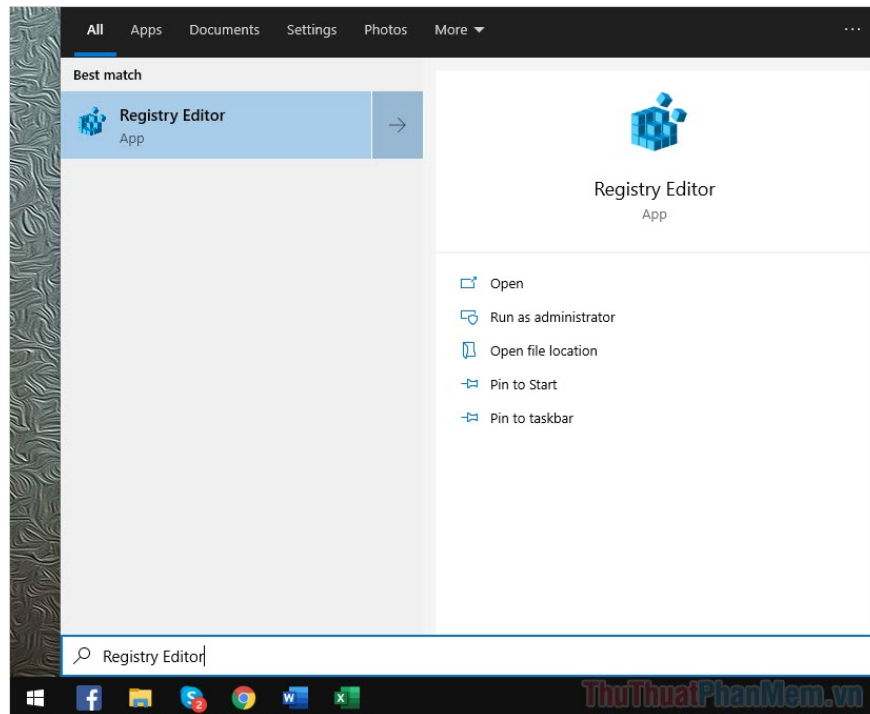 All Apps Documents Settings Photos More
Best match
Registry Editor
App
Registry Editor
App
Open
Run as administrator
Open file location
Pin to Start
Pin to taskbar
Registry Editor
2
ThuThuatPhanMem.vn